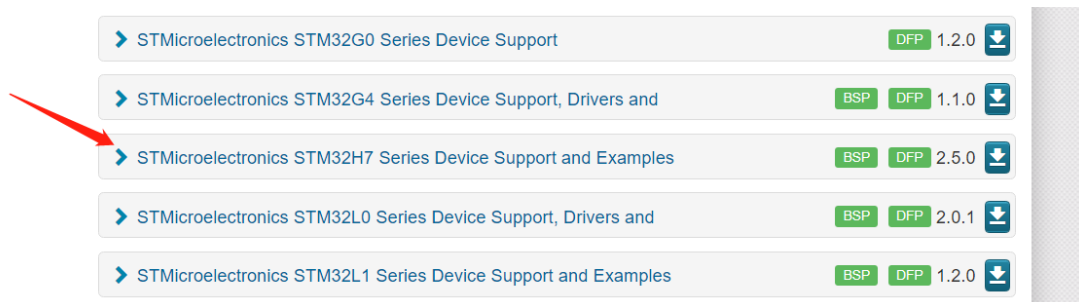 STMicroelectronics STM32G0 Series Device Support DFP 1.2.0
STMicroelectronics STM32G4 Series Device Support, Drivers and BSP DFP 1.1.0
STMicroelectronics STM32H7 Series Device Support and Examples BSP DFP 2.5.0
STMicroelectronics STM32L0 Series Device Support, Drivers and BSP DFP 2.0.1
STMicroelectronics STM32L1 Series Device Support and Examples BSP DFP 1.2.0